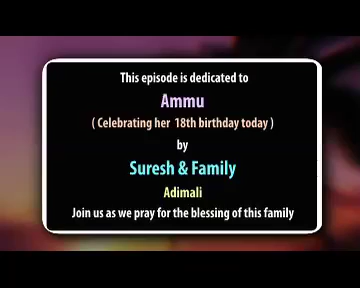 This episode is dedicated to
Ammu
( Celebrating her 18th birthday today )
by
Suresh & Family
Adimali
Join us as we pray for the blessing of this family